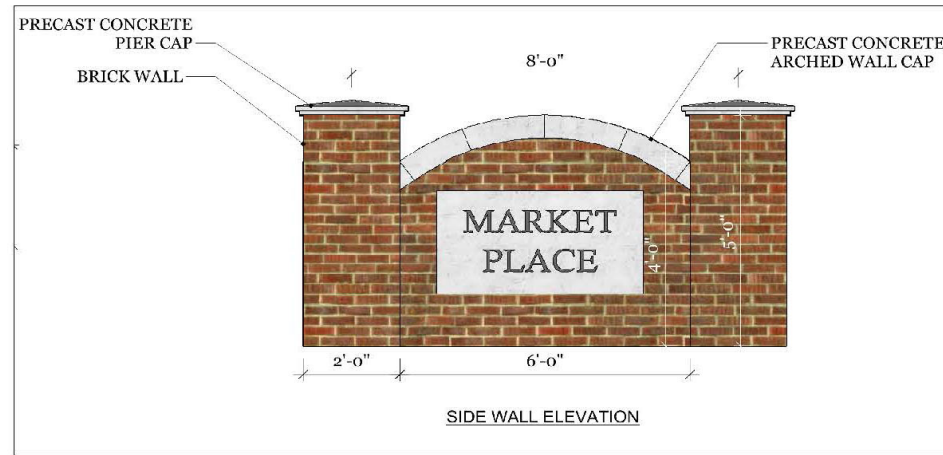 PRECAST CONCRETE
PIER CAP
BRICK WALL
8'-0"
PRECAST CONCRETE
ARCHED WALL CAP
MARKET
PLACE
4'-0"
5'-0"
2'-0"
6'-0"
SIDE WALL ELEVATION